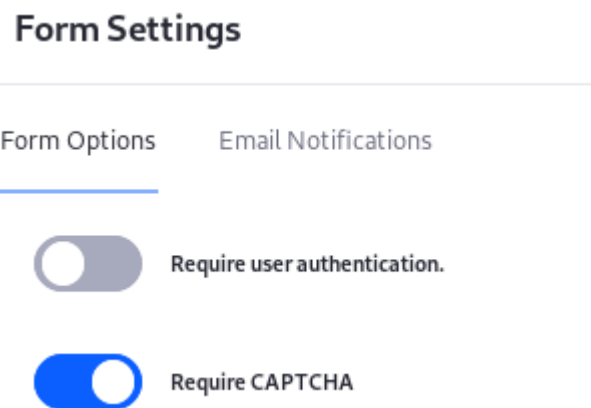 Form Settings
Form Options
Email Notifications
Require user authentication.
Require CAPTCHA